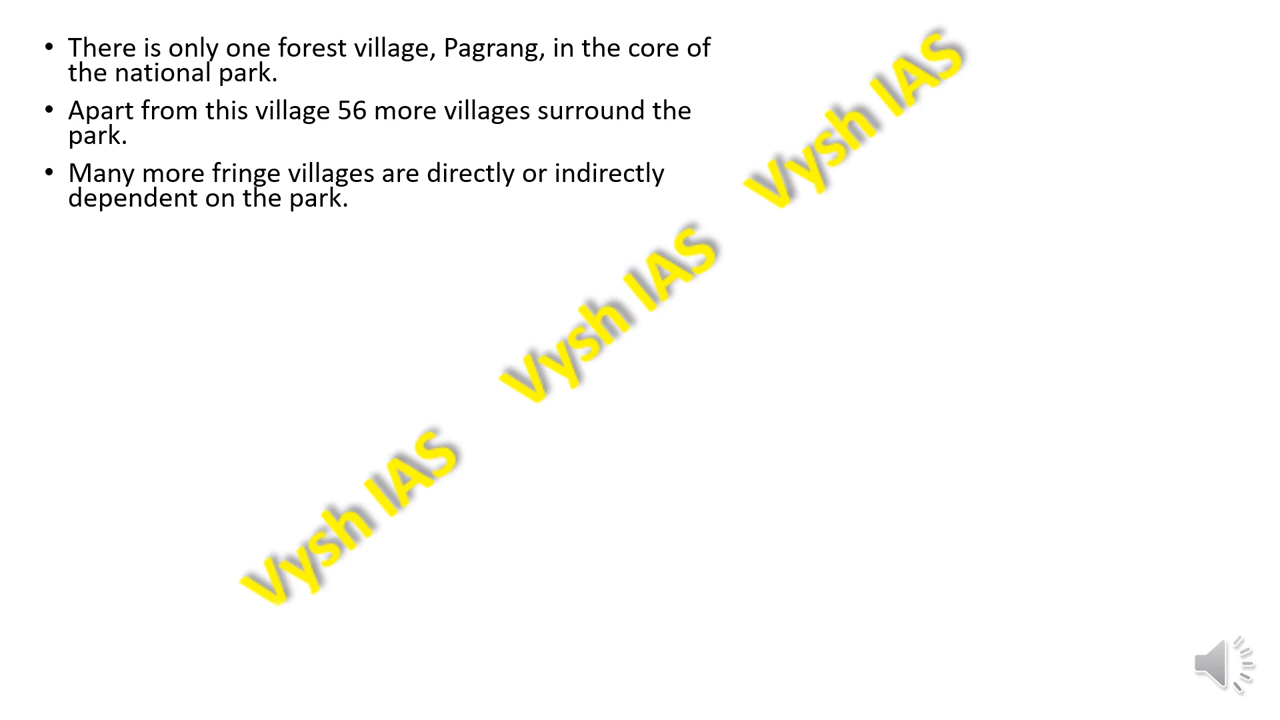 • There is only one forest village, Pagrang, in the core of
the national park.
• Apart from this village 56 more villages surround the
park.
• Many more fringe villages are directly or indirectly
dependent on the park.
Vysh IAS
Vysh IAS
Vysh IAS